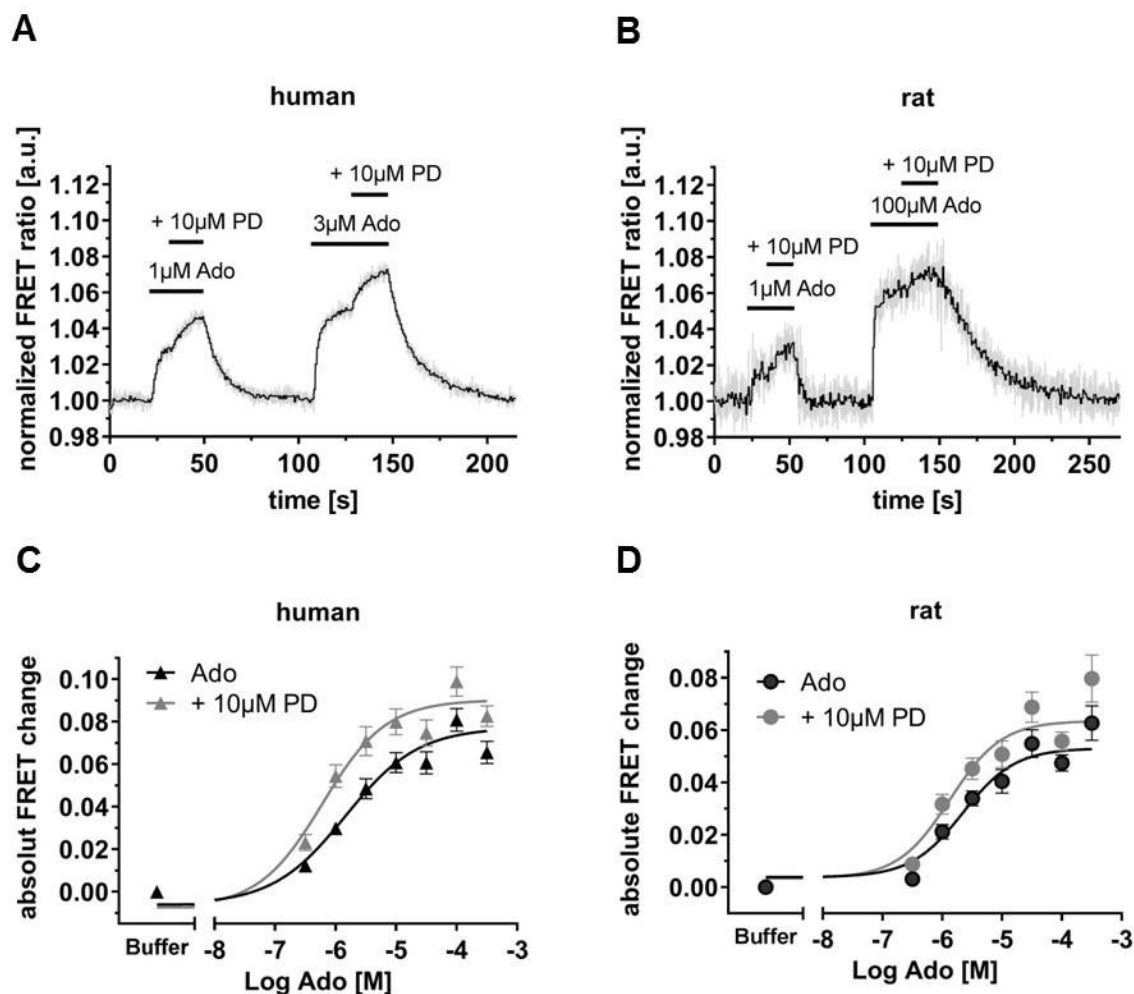 A
human
normalized FRET ratio [a.u.]
1.12
1.10
1.08
1.06
1.04
1.02
1.00
0.98
+ 10µM PD
1µM Ado
+ 10µM PD
3µM Ado
0
50
100
150
200
time [s]
B
rat
normalized FRET ratio [a.u.]
1.12
1.10
1.08
1.06
1.04
1.02
1.00
0.98
+ 10µM PD
1µM Ado
+ 10µM PD
100µM Ado
0
50
100
150
200
250
time [s]
C
human
absolut FRET change
0.10
0.08
0.06
0.04
0.02
0.00
Ado
+ 10µM PD
Buffer
-8
-7
-6
-5
-4
-3
Log Ado [M]
D
rat
absolute FRET change
0.08
0.06
0.04
0.02
0.00
Ado
+ 10µM PD
Buffer
-8
-7
-6
-5
-4
-3
Log Ado [M]